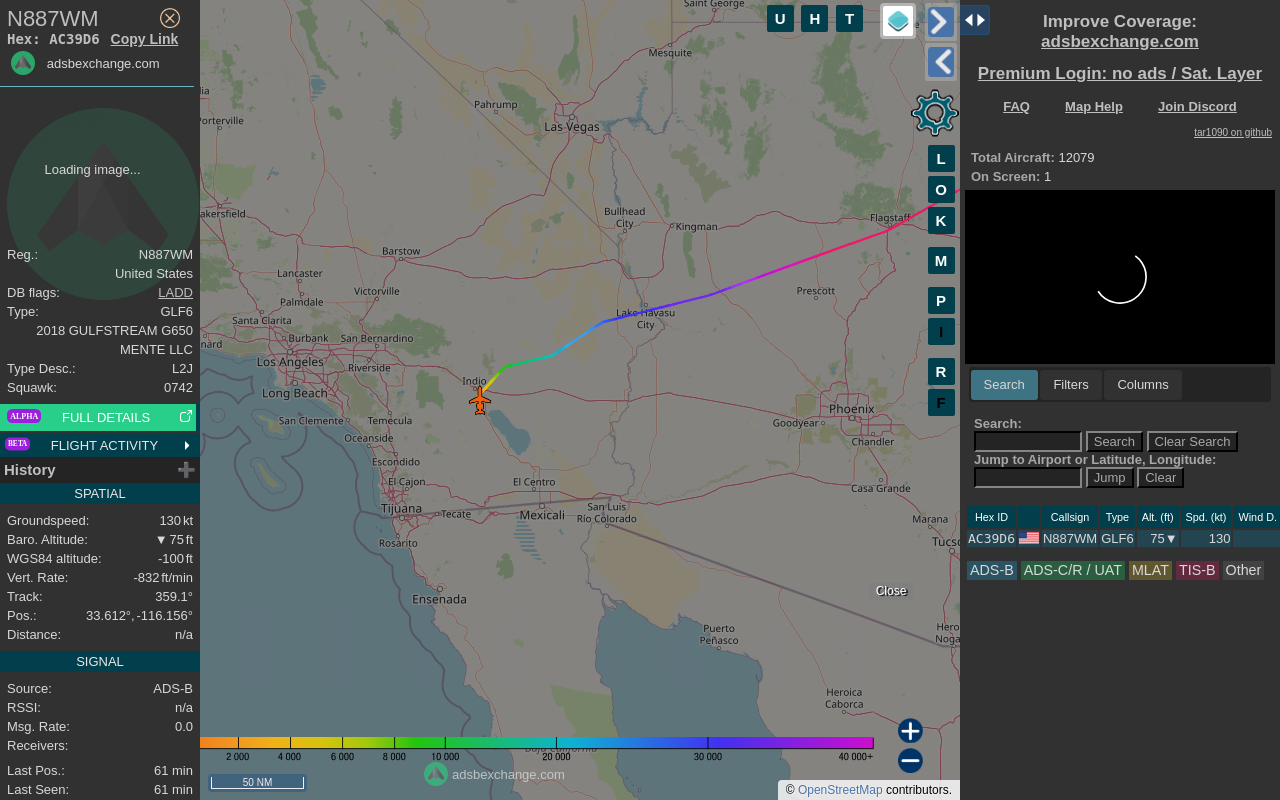 N887WM
Hex: AC39D6 Copy Link
adsbexchange.com
Loading image...
Reg.: N887WM
United States
DB flags: LADD
Type: GLF6
2018 GULFSTREAM G650
MENTE LLC
Type Desc.: L2J
Squawk: 0742
ALPHA FULL DETAILS
BETA FLIGHT ACTIVITY
History
SPATIAL
Groundspeed: 130 kt
Baro. Altitude: ▼ 75 ft
WGS84 altitude: -100 ft
Vert. Rate: -832 ft/min
Track: 359.1°
Pos.: 33.612°, -116.156°
Distance: n/a
SIGNAL
Source: ADS-B
RSSI: n/a
Msg. Rate: 0.0
Receivers:
Last Pos.: 61 min
Last Seen: 61 min
Saint George
Mesquite
Pahrump
Las Vegas
Porterville
Bullhead
City
Kingman
Flagstaff
akersfield
Barstow
Lancaster
Palmdale
Victorville
Prescott
Santa Clarita
Lake Havasu
City
nard
Burbank
San Bernardino
Los Angeles
Riverside
Long Beach
Indio
San Clemente
Temecula
Phoenix
Goodyear
Chandler
Oceanside
Escondido
El Cajon
El Centro
Casa Grande
Tijuana
Tecate
Mexicali
San Luis
Río Colorado
Marana
Tucso
Rosarito
Ensenada
Close
Puerto
Peñasco
Hero
Noga
Heroica
Caborca
Baja California
U H T
L
O
K
M
P
I
R
F
2 000 4 000 6 000 8 000 10 000 20 000 30 000 40 000+
50 NM
adsbexchange.com
© OpenStreetMap contributors.
Improve Coverage:
adsbexchange.com
Premium Login: no ads / Sat. Layer
FAQ Map Help Join Discord
tar1090 on github
Total Aircraft: 12079
On Screen: 1
Search Filters Columns
Search:
Search Clear Search
Jump to Airport or Latitude, Longitude:
Jump Clear
Hex ID Callsign Type Alt. (ft) Spd. (kt) Wind D.
AC39D6 N887WM GLF6 75▼ 130
ADS-B ADS-C/R / UAT MLAT TIS-B Other